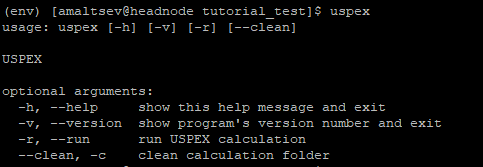 (env) [amaltsev@headnode tutorial_test]$ uspex
usage: uspex [-h] [-v] [-r] [--clean]
USPEX
optional arguments:
-h, --help show this help message and exit
-v, --version show program's version number and exit
-r, --run run USPEX calculation
--clean, -c clean calculation folder